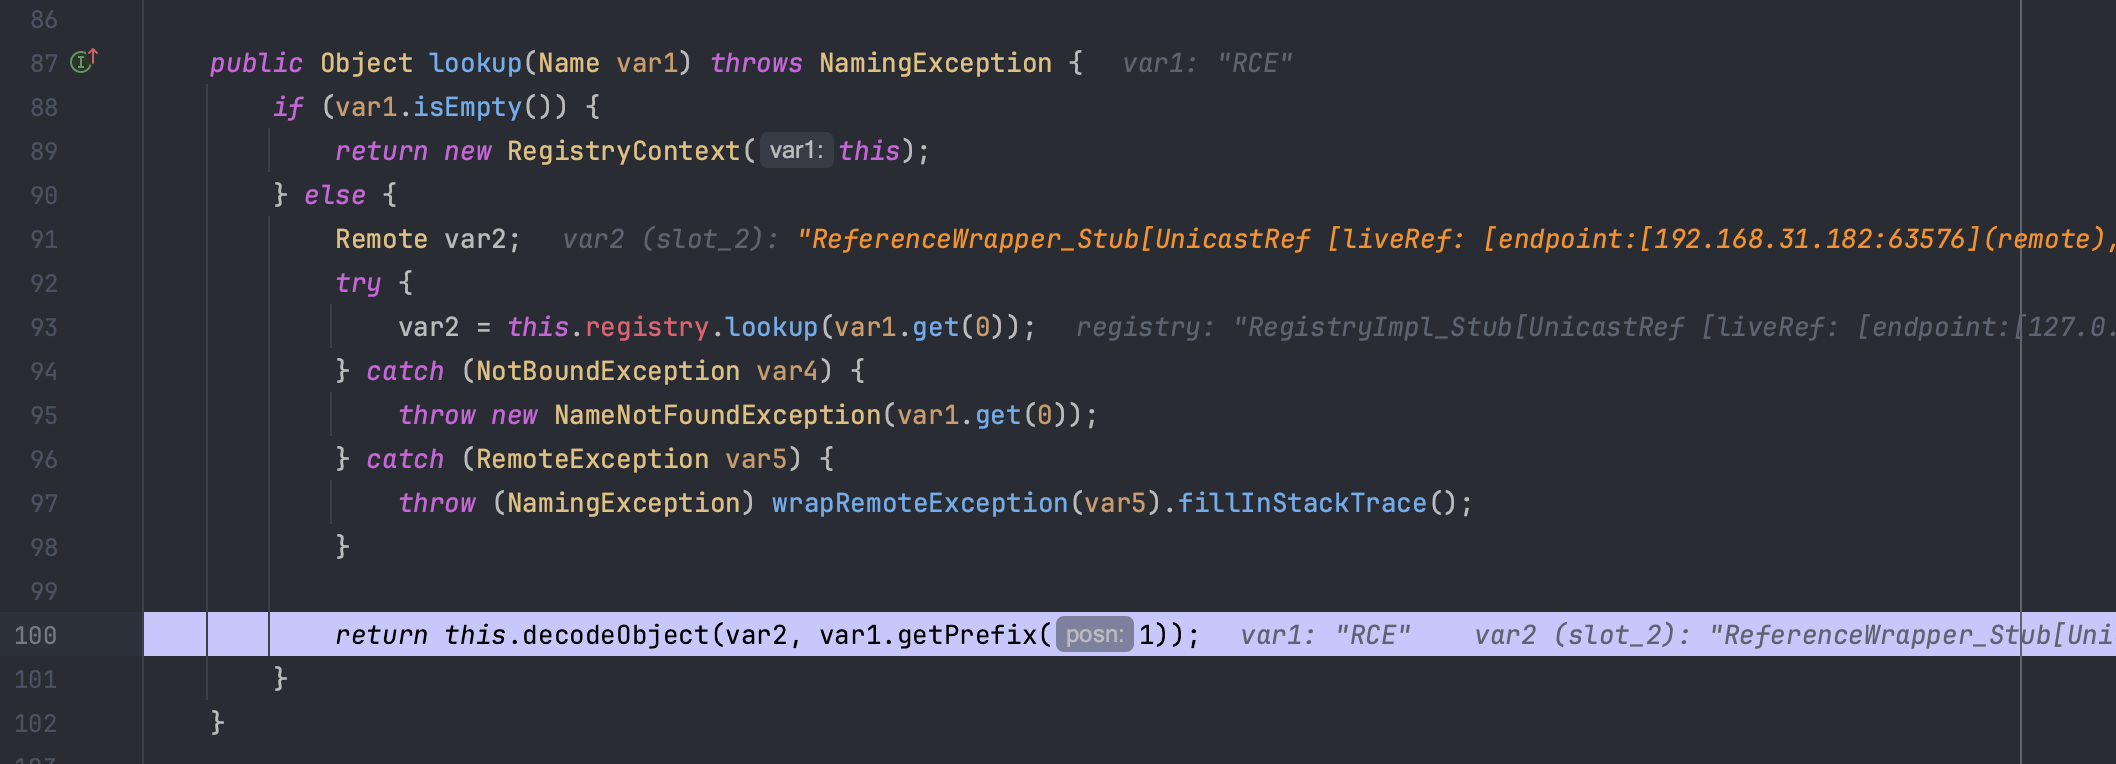 86
87 public Object lookup(Name var1) throws NamingException { var1: "RCE"
88 if (var1.isEmpty()) {
89 return new RegistryContext( var1: this);
90 } else {
91 Remote var2; var2 (slot_2): "ReferenceWrapper_Stub[UnicastRef [liveRef: [endpoint:[192.168.31.182:63576](remote),
92 try {
93 var2 = this.registry.lookup(var1.get(0)); registry: "RegistryImpl_Stub[UnicastRef [liveRef: [endpoint:[127.0.
94 } catch (NotBoundException var4) {
95 throw new NameNotFoundException(var1.get(0));
96 } catch (RemoteException var5) {
97 throw (NamingException) wrapRemoteException(var5).fillInStackTrace();
98 }
99
100 return this.decodeObject(var2, var1.getPrefix( posn: 1)); var1: "RCE" var2 (slot_2): "ReferenceWrapper_Stub[Uni
101 }
102 }